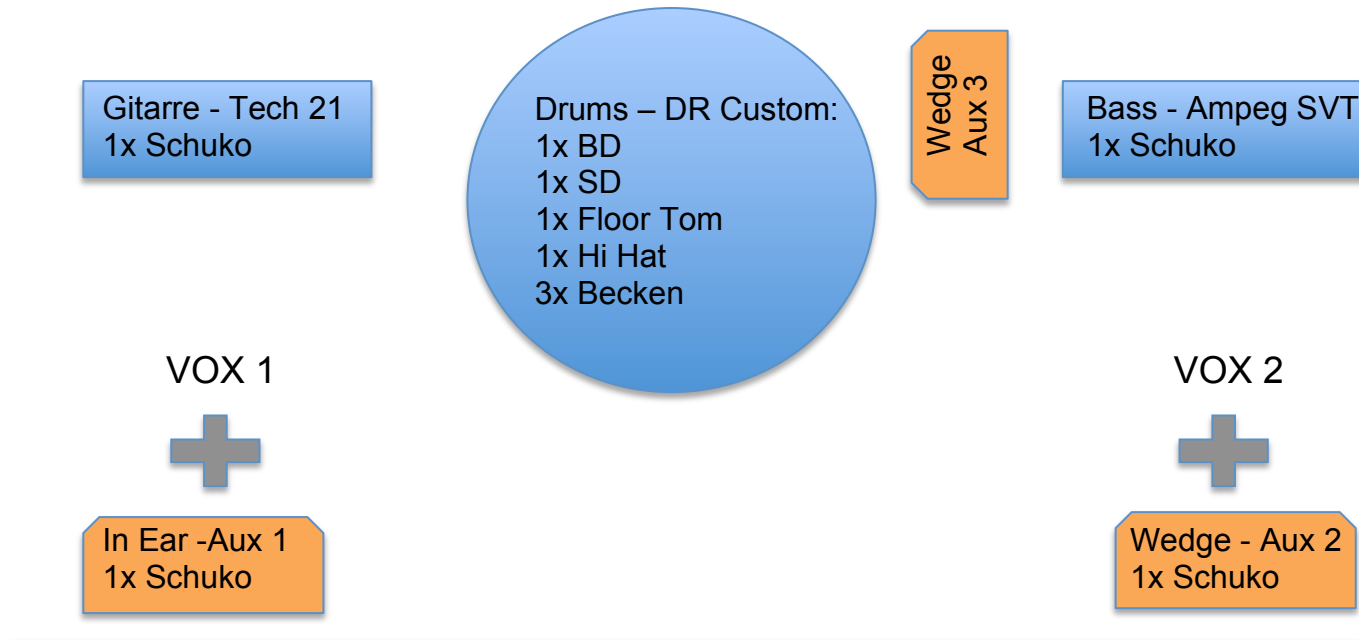 Gitarre - Tech 21
1x Schuko
Drums – DR Custom:
1x BD
1x SD
1x Floor Tom
1x Hi Hat
3x Becken
Wedge
Aux 3
Bass - Ampeg SVT
1x Schuko
VOX 1
VOX 2
In Ear -Aux 1
1x Schuko
Wedge - Aux 2
1x Schuko